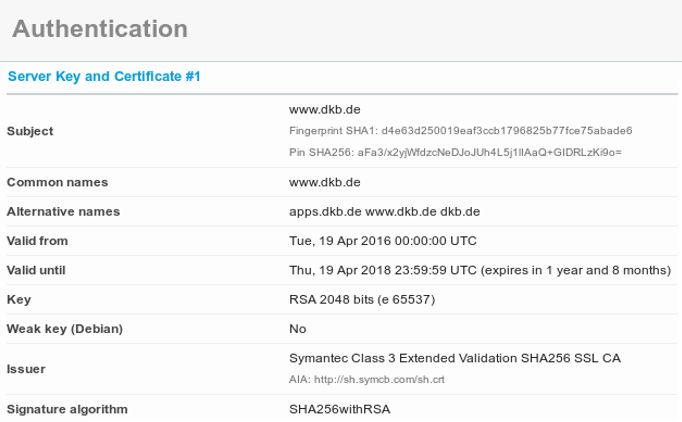 Authentication
Server Key and Certificate #1
Subject
www.dkb.de
Fingerprint SHA1: d4e63d250019eaf3ccb1796825b77fce75abade6
Pin SHA256: aFa3/x2yjWfdzcNeDJoJUh4L5j1IlAaQ+GIDRLzKi9o=
Common names www.dkb.de
Alternative names apps.dkb.de www.dkb.de dkb.de
Valid from Tue, 19 Apr 2016 00:00:00 UTC
Valid until Thu, 19 Apr 2018 23:59:59 UTC (expires in 1 year and 8 months)
Key RSA 2048 bits (e 65537)
Weak key (Debian) No
Issuer
Symantec Class 3 Extended Validation SHA256 SSL CA
AIA: http://sh.symcb.com/sh.crt
Signature algorithm SHA256withRSA